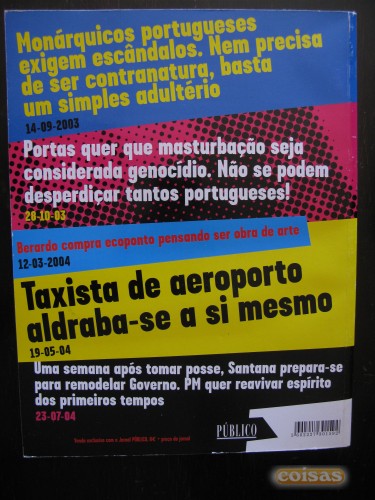 Monárquicos portugueses
exigem escândalos. Nem precisa
de ser contranatura, basta
um simples adultério
14-09-2003
Portas quer que masturbação seja
considerada genocídio. Não se podem
desperdiçar tantos portugueses!
28-10-03
Berardo compra ecoponto pensando ser obra de arte
12-03-2004
Taxista de aeroporto
aldraba-se a si mesmo
19-05-04
Uma semana após tomar posse, Santana prepara-se
para remodelar Governo. PM quer reavivar espírito
dos primeiros tempos
23-07-04
PÚBLICO
coisas